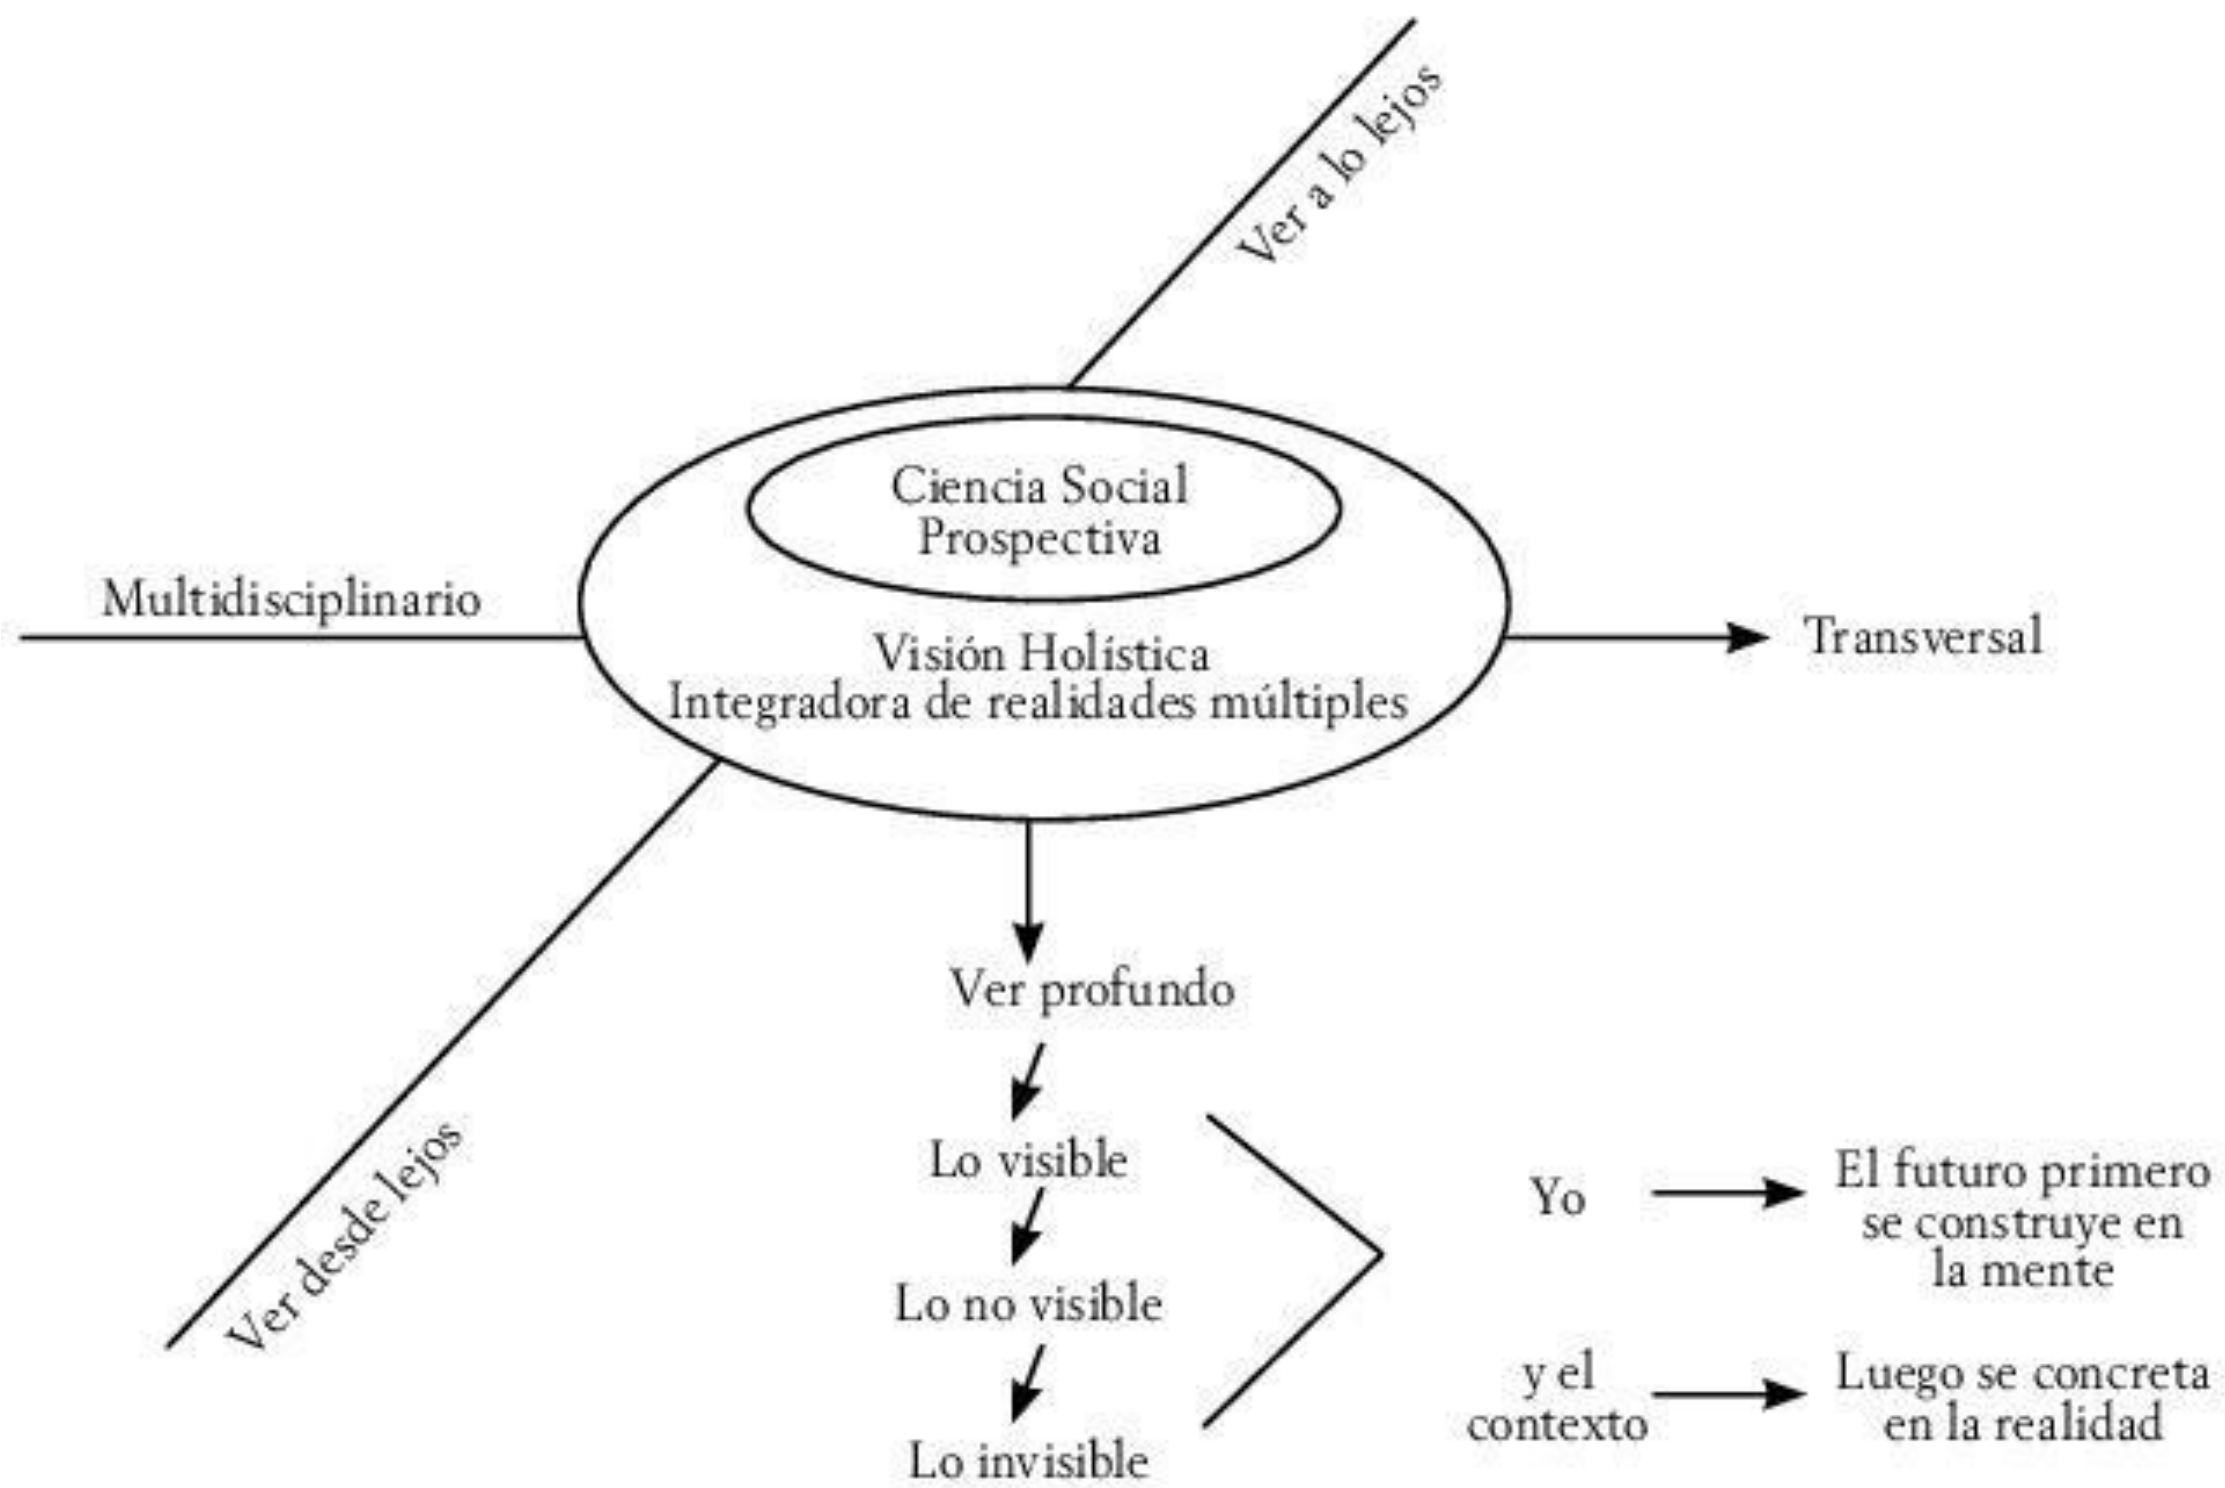 Ver a lo lejos
Ciencia Social
Prospectiva
Multidisciplinario
Visión Holística
Integradora de realidades múltiples
Transversal
Ver desde lejos
Ver profundo
Lo visible
Lo no visible
Lo invisible
Yo
El futuro primero
se construye en
la mente
y el
contexto
Luego se concreta
en la realidad